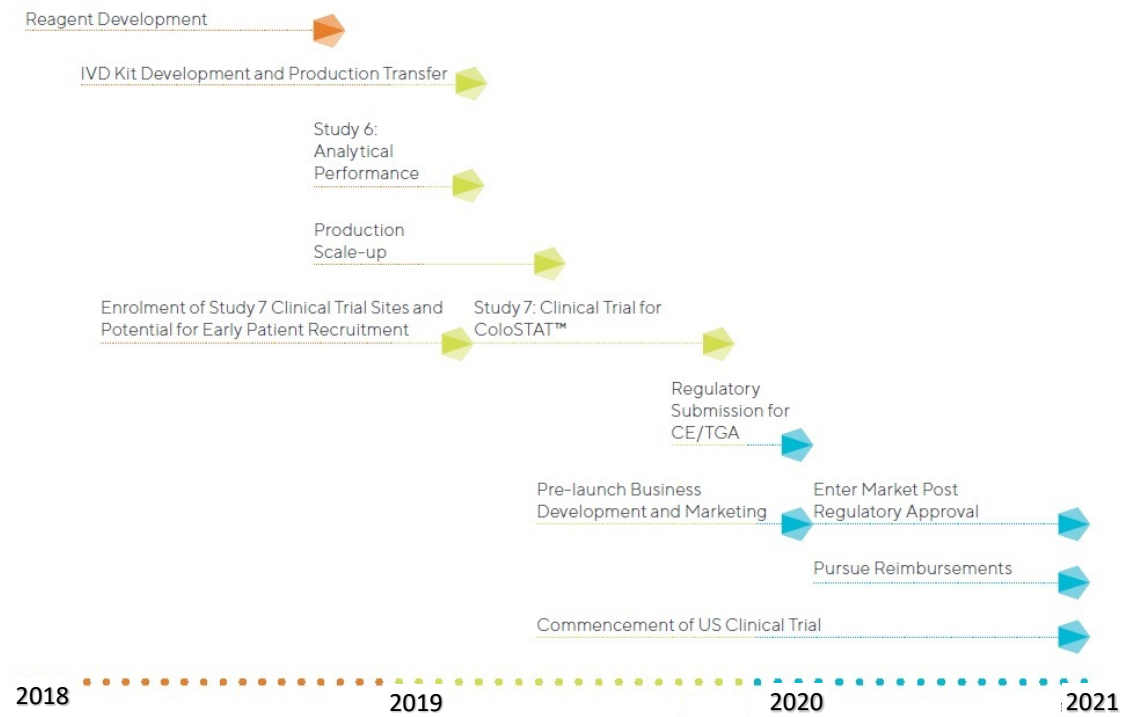 Reagent Development
IVD Kit Development and Production Transfer
Study 6:
Analytical
Performance
Production
Scale-up
Enrolment of Study 7 Clinical Trial Sites and
Potential for Early Patient Recruitment
Study 7: Clinical Trial for
ColoSTAT™
Regulatory
Submission for
CE/TGA
Pre-launch Business
Development and Marketing
Enter Market Post
Regulatory Approval
Pursue Reimbursements
Commencement of US Clinical Trial
2018
2019
2020
2021